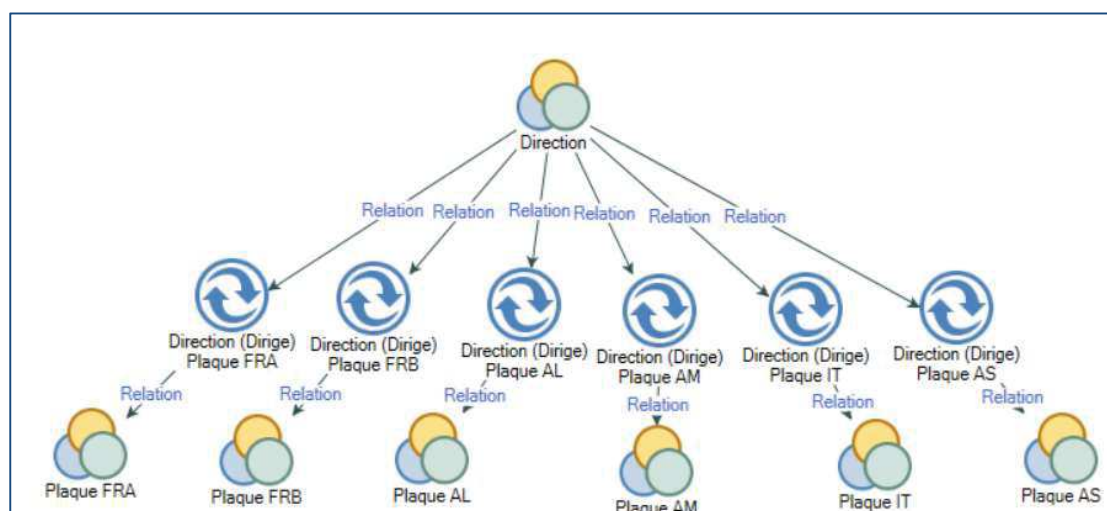 Direction
Relation Relation Relation Relation Relation Relation
Direction (Dirige)
Plaque FRA
Direction (Dirige)
Plaque FRB
Direction (Dirige)
Plaque AL
Direction (Dirige)
Plaque AM
Direction (Dirige)
Plaque IT
Direction (Dirige)
Plaque AS
Relation Relation Relation Relation Relation Relation
Plaque FRA
Plaque FRB
Plaque AL
Plaque AM
Plaque IT
Plaque AS